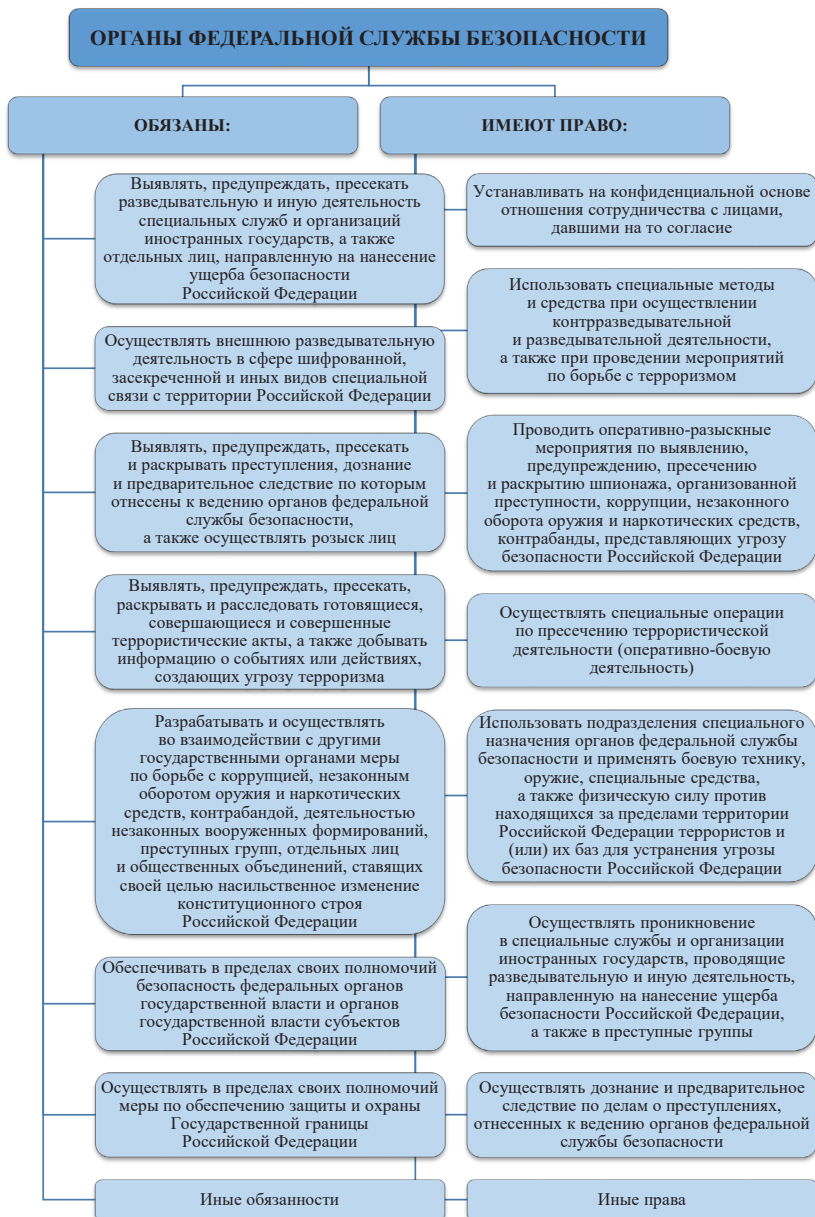 ОРГАНЫ ФЕДЕРАЛЬНОЙ СЛУЖБЫ БЕЗОПАСНОСТИ
ОБЯЗАНЫ:
Выявлять, предупреждать, пресекать
разведывательную и иную деятельность
специальных служб и организаций
иностранных государств, а также
отдельных лиц, направленную на нанесение
ущерба безопасности
Российской Федерации
Осуществлять внешнюю разведывательную
деятельность в сфере шифрованной,
засекреченной и иных видов специальной
связи с территории Российской Федерации
Выявлять, предупреждать, пресекать
и раскрывать преступления, дознание
и предварительное следствие по которым
отнесены к ведению органов федеральной
службы безопасности,
а также осуществлять розыск лиц
Выявлять, предупреждать, пресекать,
раскрывать и расследовать готовящиеся,
совершающиеся и совершенные
террористические акты, а также добывать
информацию о событиях или действиях,
создающих угрозу терроризма
Разрабатывать и осуществлять
во взаимодействии с другими
государственными органами меры
по борьбе с коррупцией, незаконным
оборотом оружия и наркотических
средств, контрабандой, деятельностью
незаконных вооруженных формирований,
преступных групп, отдельных лиц
и общественных объединений, ставящих
своей целью насильственное изменение
конституционного строя
Российской Федерации
Обеспечивать в пределах своих полномочий
безопасность федеральных органов
государственной власти и органов
государственной власти субъектов
Российской Федерации
Осуществлять в пределах своих полномочий
меры по обеспечению защиты и охраны
Государственной границы
Российской Федерации
Иные обязанности
ИМЕЮТ ПРАВО:
Устанавливать на конфиденциальной основе
отношения сотрудничества с лицами,
давшими на то согласие
Использовать специальные методы
и средства при осуществлении
контрразведывательной
и разведывательной деятельности,
а также при проведении мероприятий
по борьбе с терроризмом
Проводить оперативно-разыскные
мероприятия по выявлению,
предупреждению, пресечению
и раскрытию шпионажа, организованной
преступности, коррупции, незаконного
оборота оружия и наркотических средств,
контрабанды, представляющих угрозу
безопасности Российской Федерации
Осуществлять специальные операции
по пресечению террористической
деятельности (оперативно-боевую
деятельность)
Использовать подразделения специального
назначения органов федеральной службы
безопасности и применять боевую технику,
оружие, специальные средства,
а также физическую силу против
находящихся за пределами территории
Российской Федерации террористов и
(или) их баз для устранения угрозы
безопасности Российской Федерации
Осуществлять проникновение
в специальные службы и организации
иностранных государств, проводящие
разведывательную и иную деятельность,
направленную на нанесение ущерба
безопасности Российской Федерации,
а также в преступные группы
Осуществлять дознание и предварительное
следствие по делам о преступлениях,
отнесенных к ведению органов федеральной
службы безопасности
Иные права